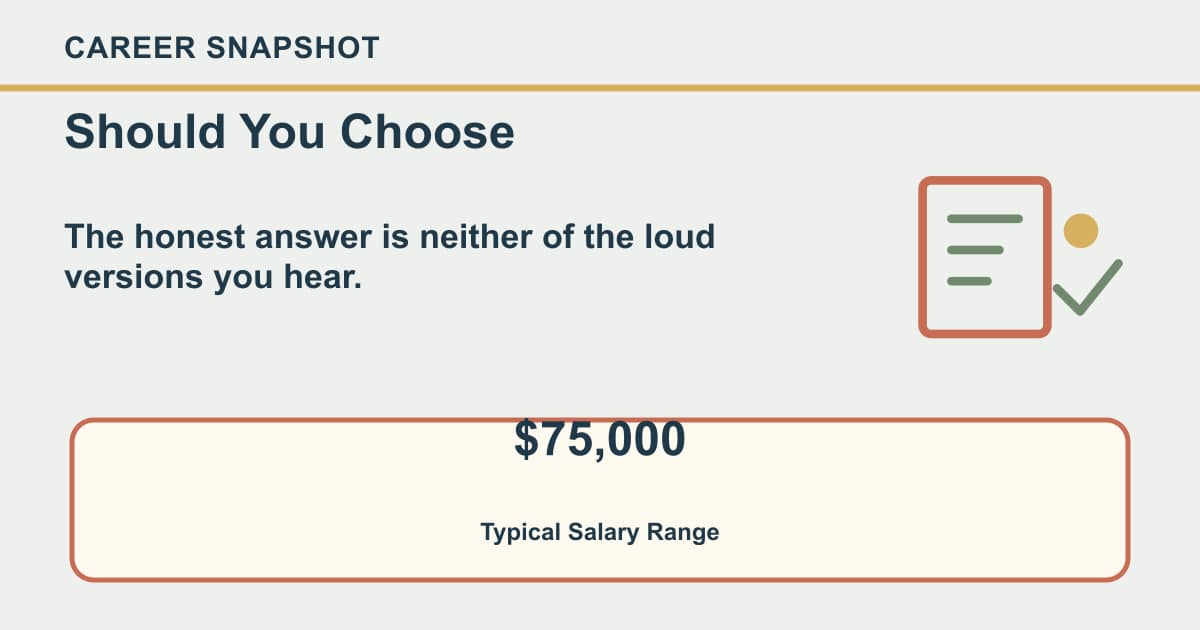 CAREER SNAPSHOT
Should You Choose
The honest answer is neither of the loud
versions you hear.
$75,000
Typical Salary Range